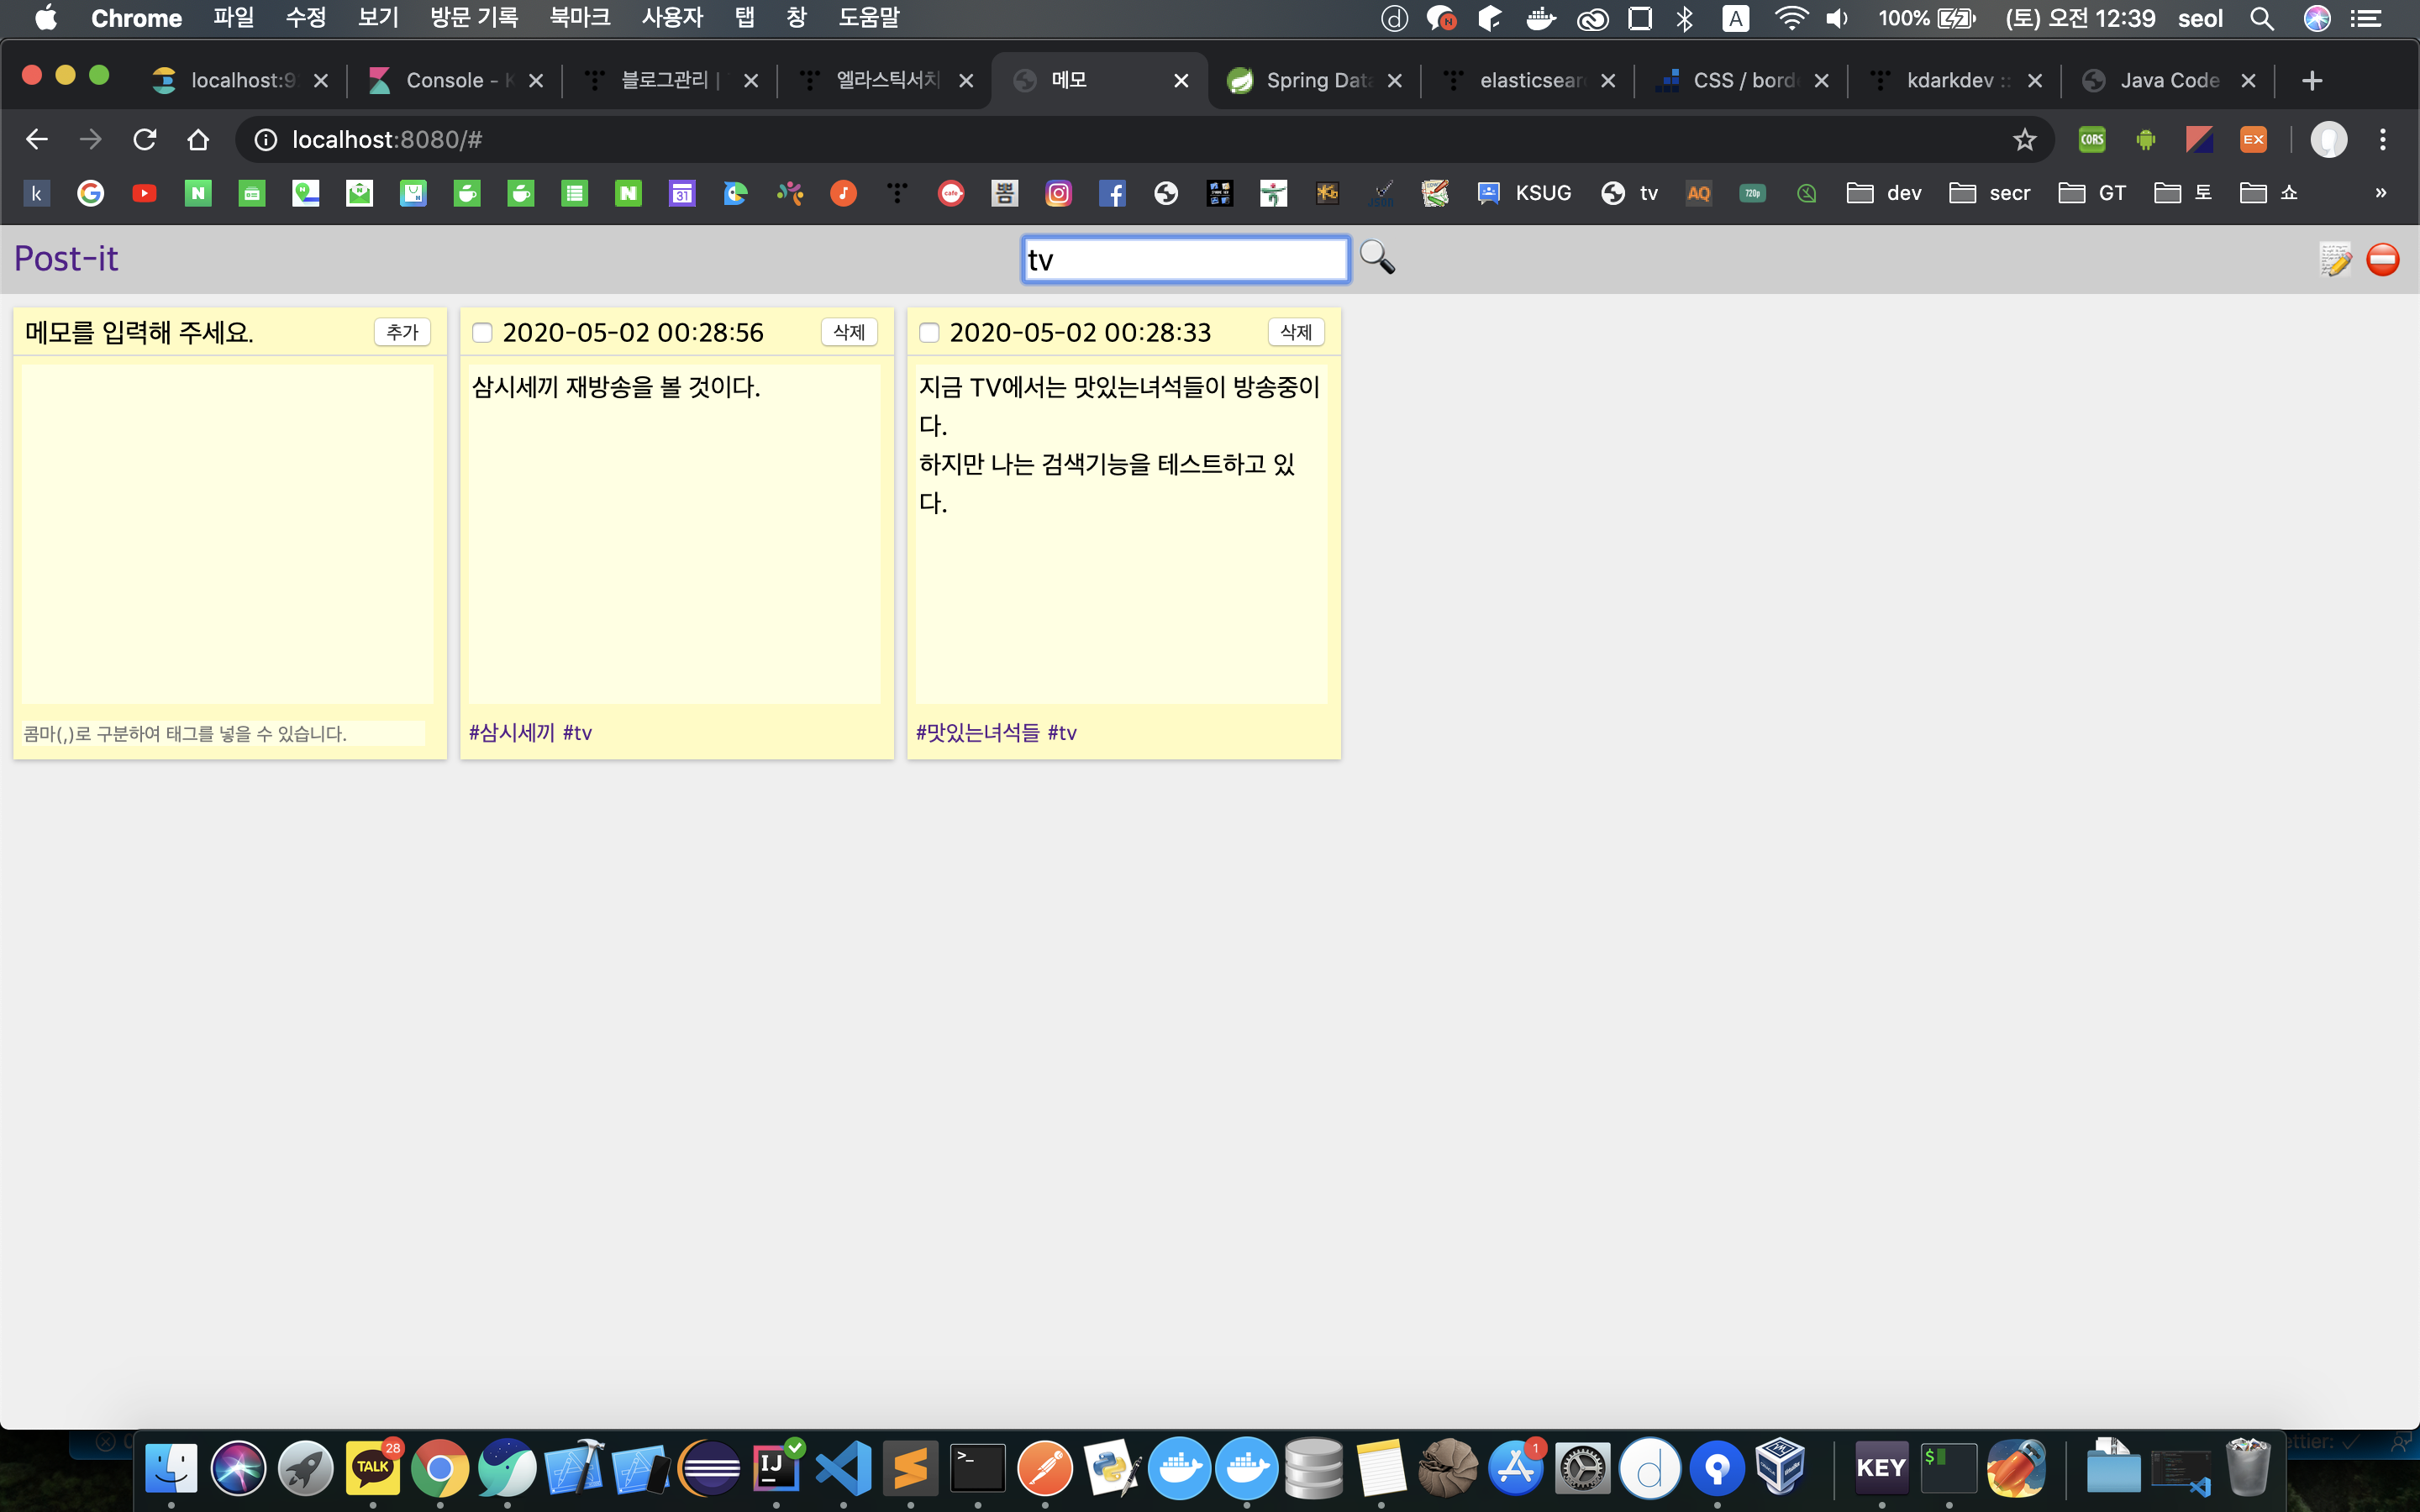 Chrome 파일 수정 보기 방문 기록 북마크 사용자 탭 창 도움말 A 100% (토) 오전 12:39 seol
localhost:9 Console - K 블로그관리 | 엘라스틱서치 메모 Spring Data elasticsear CSS / bord kdarkdev :: Java Code
localhost:8080/# CORS EX
k N 31 cafe 뽐 JSON KSUG tv AQ 720p dev secr GT 토 쇼 »
Post-it tv
메모를 입력해 주세요. 추가
콤마(,)로 구분하여 태그를 넣을 수 있습니다.
2020-05-02 00:28:56 삭제
삼시세끼 재방송을 볼 것이다.
#삼시세끼 #tv
2020-05-02 00:28:33 삭제
지금 TV에서는 맛있는녀석들이 방송중이
다.
하지만 나는 검색기능을 테스트하고 있
다.
#맛있는녀석들 #tv
TALK 28 IJ >_ 1 d KEY $